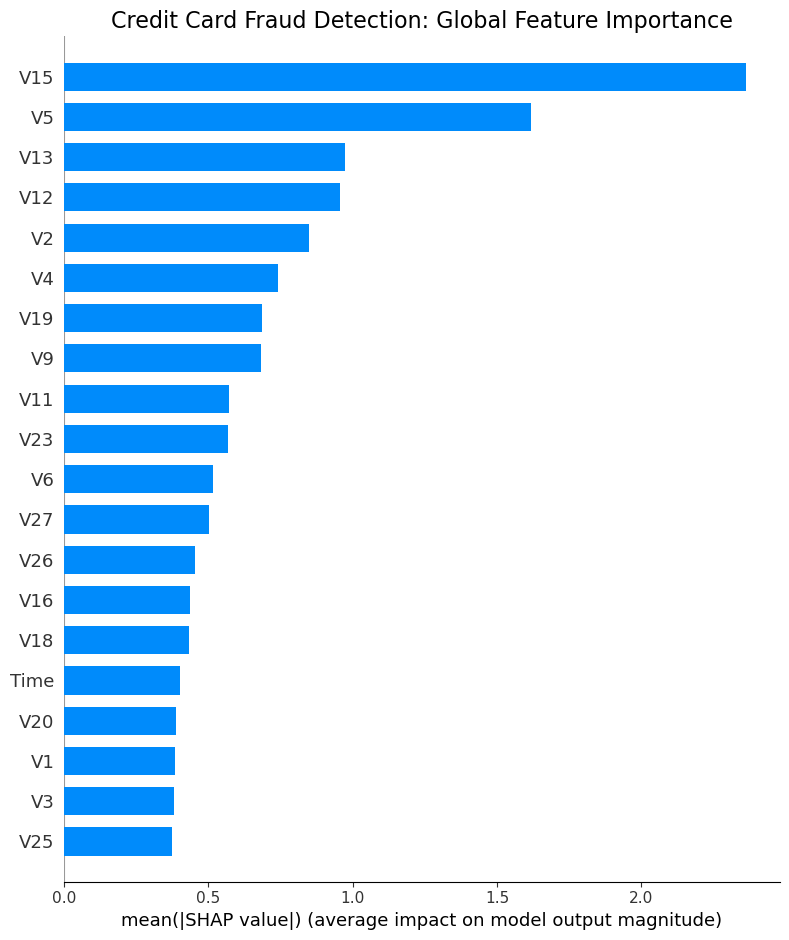 Credit Card Fraud Detection: Global Feature Importance
V15
V5
V13
V12
V2
V4
V19
V9
V11
V23
V6
V27
V26
V16
V18
Time
V20
V1
V3
V25
0.0 0.5 1.0 1.5 2.0
mean(|SHAP value|) (average impact on model output magnitude)